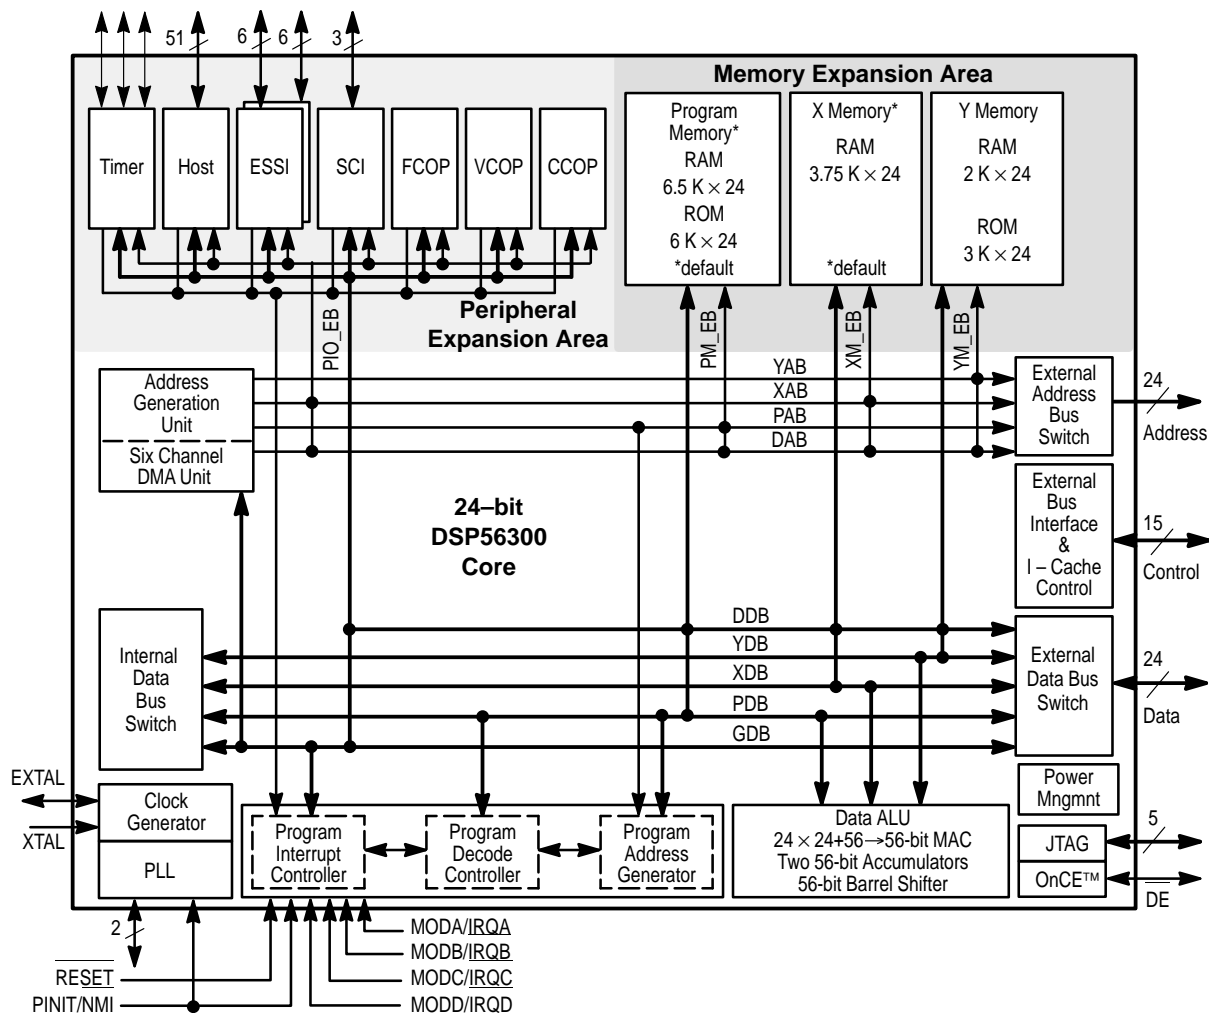 51
6
6
3
Memory Expansion Area
Timer
Host
ESSI
SCI
FCOP
VCOP
CCOP
Program
Memory*
RAM
6.5 K × 24
ROM
6 K × 24
*default
X Memory*
RAM
3.75 K × 24
*default
Y Memory
RAM
2 K × 24
ROM
3 K × 24
Peripheral
Expansion Area
PIO_EB
PM_EB
XM_EB
YM_EB
Address
Generation
Unit
Six Channel
DMA Unit
YAB
XAB
PAB
DAB
External
Address
Bus
Switch
24
Address
24–bit
DSP56300
Core
External
Bus
Interface
&
I – Cache
Control
15
Control
Internal
Data
Bus
Switch
DDB
YDB
XDB
PDB
GDB
External
Data Bus
Switch
24
Data
EXTAL
XTAL
Clock
Generator
PLL
2
Program
Interrupt
Controller
Program
Decode
Controller
Program
Address
Generator
Data ALU
24 × 24+56→56-bit MAC
Two 56-bit Accumulators
56-bit Barrel Shifter
Power
Mngmnt
JTAG
OnCE™
5
DE
MODA/IRQA
MODB/IRQB
MODC/IRQC
MODD/IRQD
RESET
PINIT/NMI